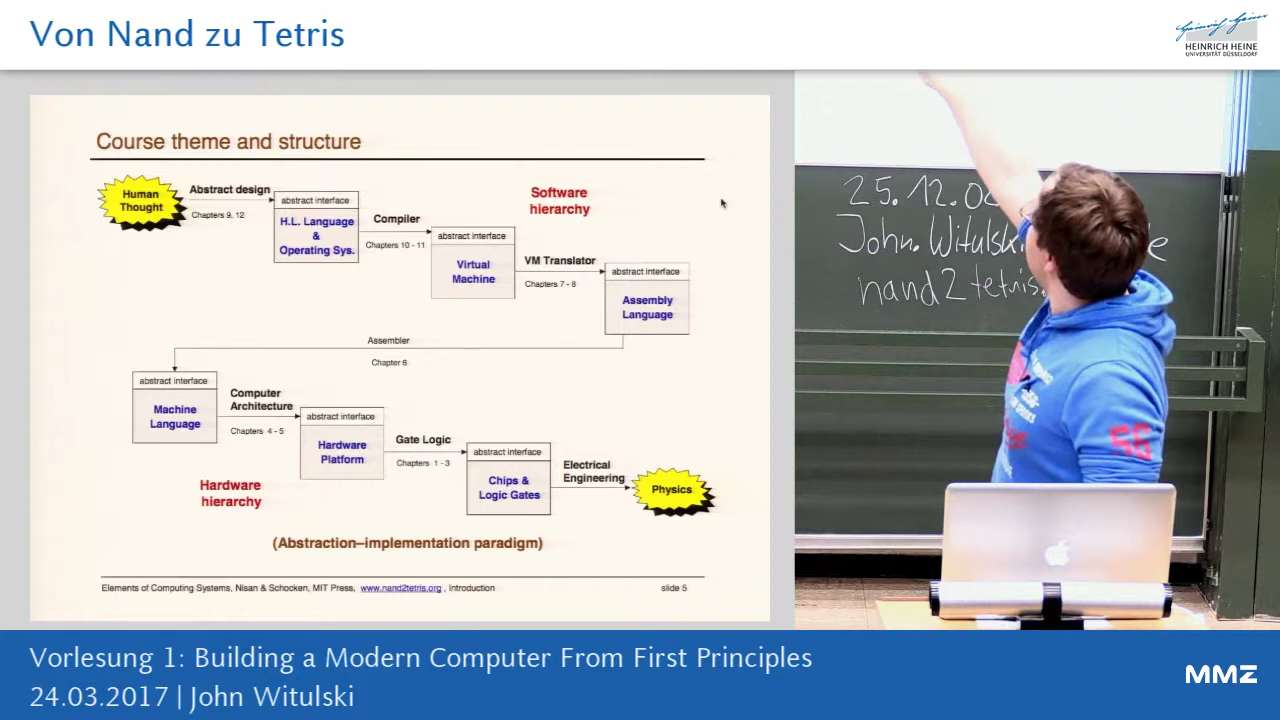 Von Nand zu Tetris
HEINRICH HEINE
UNIVERSITÄT DÜSSELDORF
Course theme and structure
Human
Thought
Abstract design
Chapters 9, 12
abstract interface
H.L. Language
&
Operating Sys.
Compiler
Chapters 10 - 11
abstract interface
Virtual
Machine
Software
hierarchy
VM Translator
Chapters 7 - 8
abstract interface
Assembly
Language
Assembler
Chapter 6
abstract interface
Machine
Language
Computer
Architecture
Chapters 4 - 5
abstract interface
Hardware
Platform
Gate Logic
Chapters 1 - 3
abstract interface
Chips &
Logic Gates
Electrical
Engineering
Physics
Hardware
hierarchy
(Abstraction–implementation paradigm)
Elements of Computing Systems, Nisan & Schocken, MIT Press, www.nand2tetris.org , Introduction
slide 5
25.12.
John.Witulski
nand2tetris.
Vorlesung 1: Building a Modern Computer From First Principles
24.03.2017 | John Witulski
MMZ